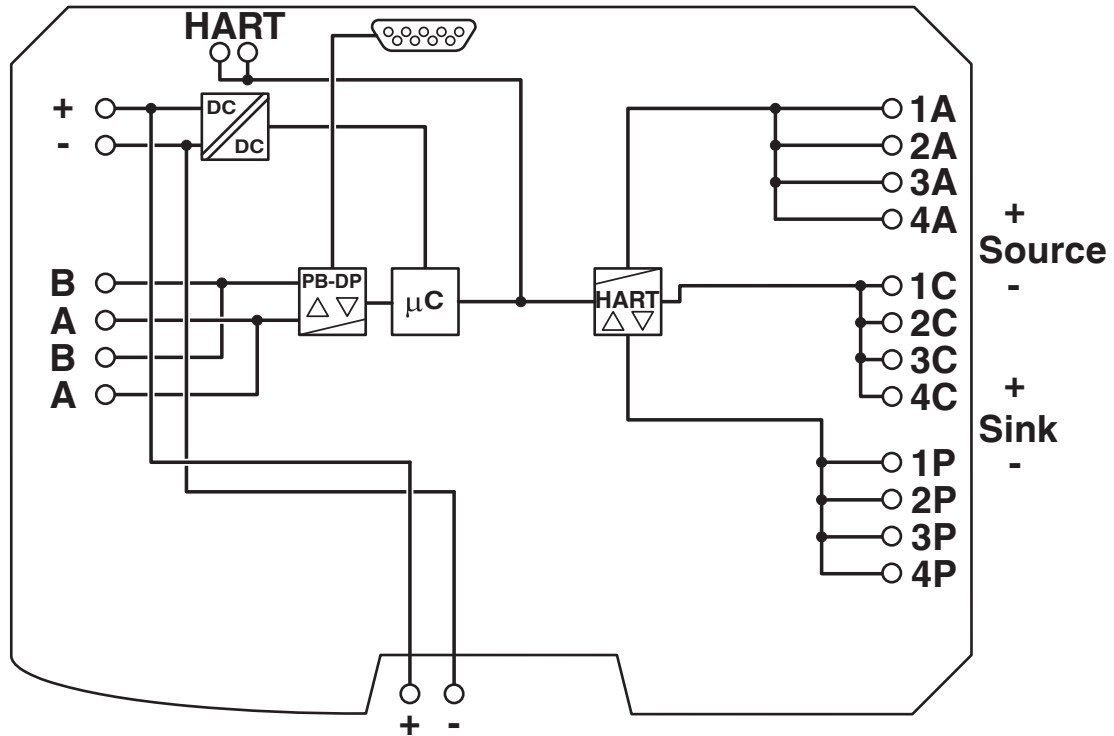 HART
+
-
DC
DC
B
A
B
A
PB-DP
µC
HART
1A
2A
3A
4A
+
Source
-
1C
2C
3C
4C
+
Sink
-
1P
2P
3P
4P
+ -